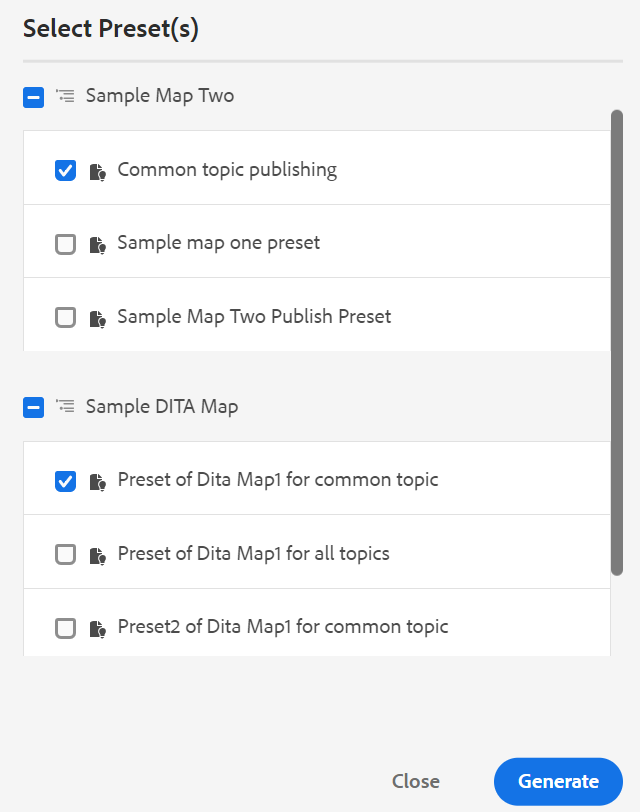 Select Preset(s)
Sample Map Two
Common topic publishing
Sample map one preset
Sample Map Two Publish Preset
Sample DITA Map
Preset of Dita Map1 for common topic
Preset of Dita Map1 for all topics
Preset2 of Dita Map1 for common topic
Close
Generate